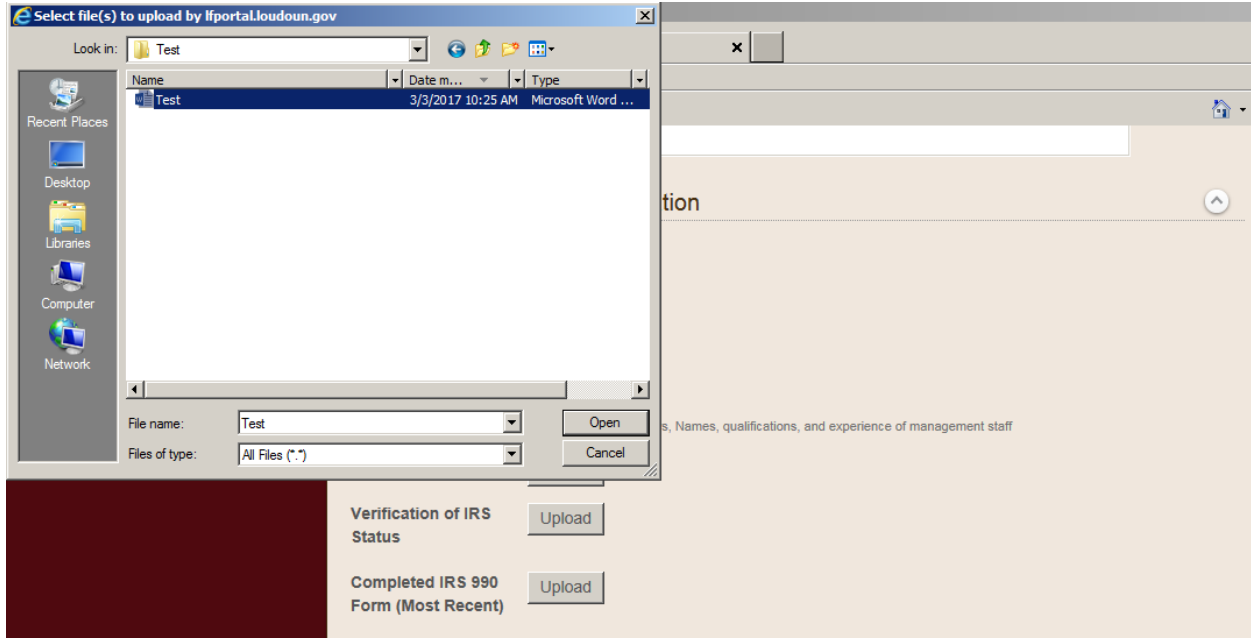 Select file(s) to upload by lfportal.loudoun.gov
Look in: Test
Name Date m... Type
Test 3/3/2017 10:25 AM Microsoft Word ...
Recent Places
Desktop
Libraries
Computer
Network
File name: Test Open
Files of type: All Files (*.*) Cancel
tion
s, Names, qualifications, and experience of management staff
Verification of IRS
Status
Upload
Completed IRS 990
Form (Most Recent)
Upload